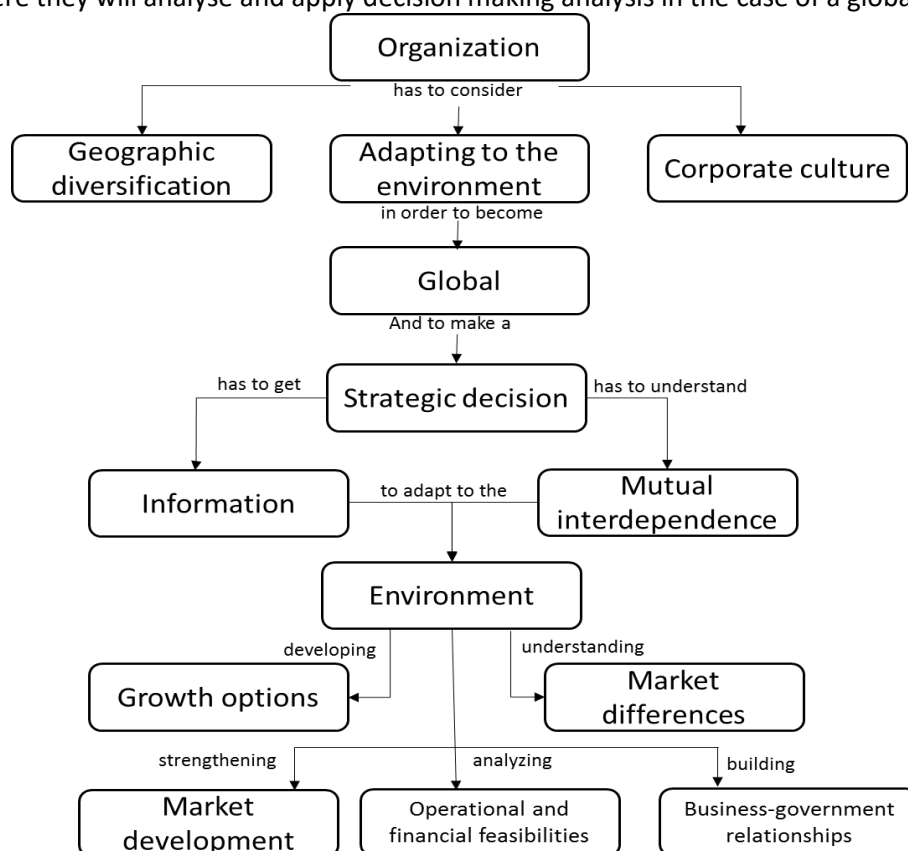 ere they will analyse and apply decision making analysis in the case of a global
Organization
has to consider
Geographic
diversification
Adapting to the
environment
Corporate culture
in order to become
Global
And to make a
has to get
Strategic decision
has to understand
Information
to adapt to the
Mutual
interdependence
Environment
developing
understanding
Growth options
Market
differences
strengthening
analyzing
building
Market
development
Operational and
financial feasibilities
Business-government
relationships